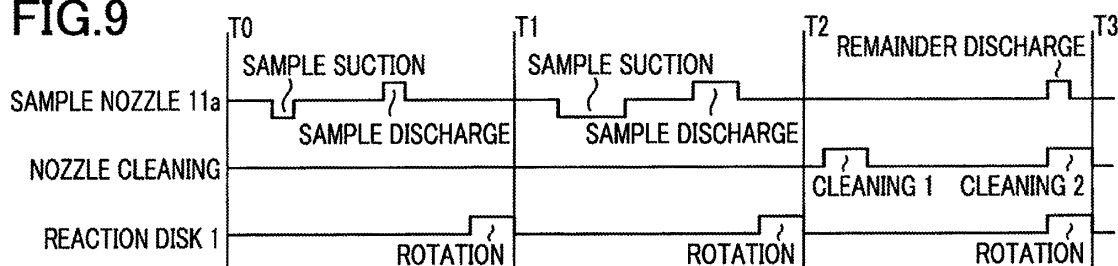 FIG.9
T0 T1 T2 T3
SAMPLE SUCTION SAMPLE SUCTION REMAINDER DISCHARGE
SAMPLE NOZZLE 11a
SAMPLE DISCHARGE SAMPLE DISCHARGE
NOZZLE CLEANING
CLEANING 1 CLEANING 2
REACTION DISK 1
ROTATION ROTATION ROTATION